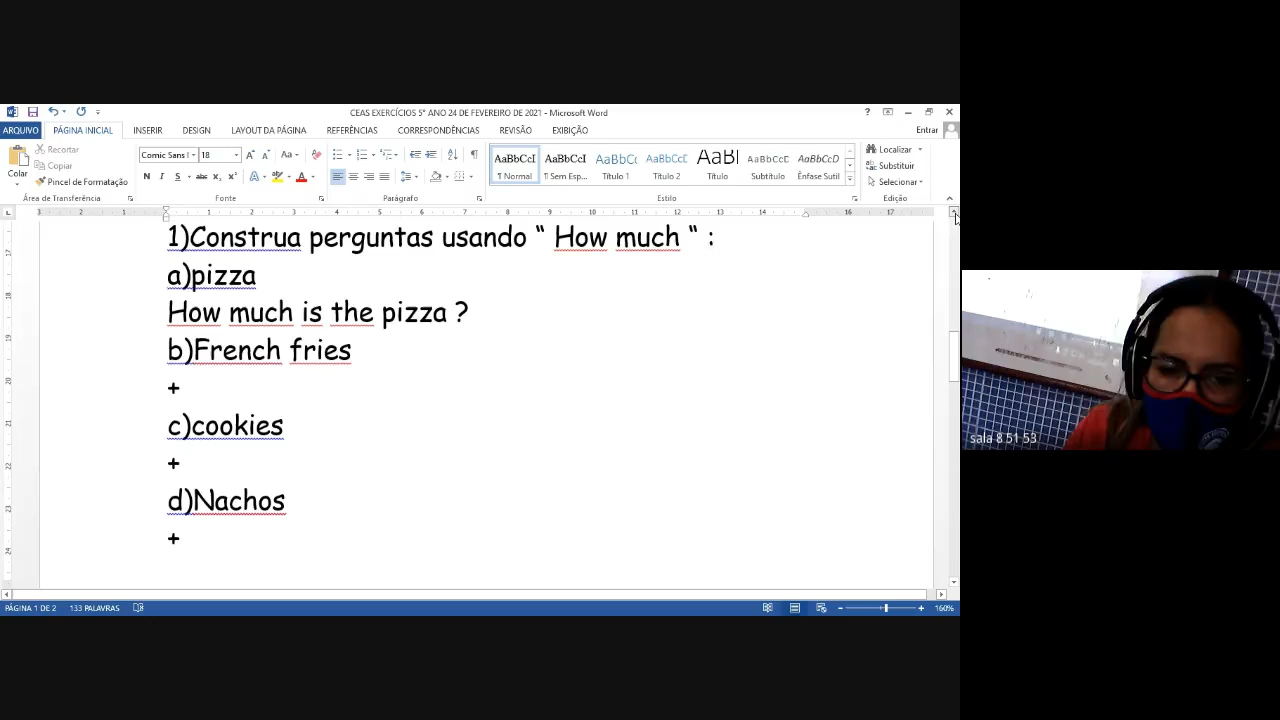 CEAS EXERCÍCIOS 5° ANO 24 DE FEVEREIRO DE 2021 - Microsoft Word
ARQUIVO PÁGINA INICIAL INSERIR DESIGN LAYOUT DA PÁGINA REFERÊNCIAS CORRESPONDÊNCIAS REVISÃO EXIBIÇÃO Entrar
Colar
Recortar
Copiar
Pincel de Formatação
Área de Transferência
Comic Sans 18
Fonte
Parágrafo
AaBbCcI AaBbCcI AaBbCc AaBbCcI AaBl AaBbCcD AaBbCcD
¶ Normal ¶ Sem Esp... Título 1 Título 2 Título Subtítulo Ênfase Sutil
Estilo
Localizar
Substituir
Selecionar
Edição
1)Construa perguntas usando “ How much “ :
a)pizza
How much is the pizza ?
b)French fries
+
c)cookies
+
d)Nachos
+
PÁGINA 1 DE 2 133 PALAVRAS 160%
sala 8 51 53